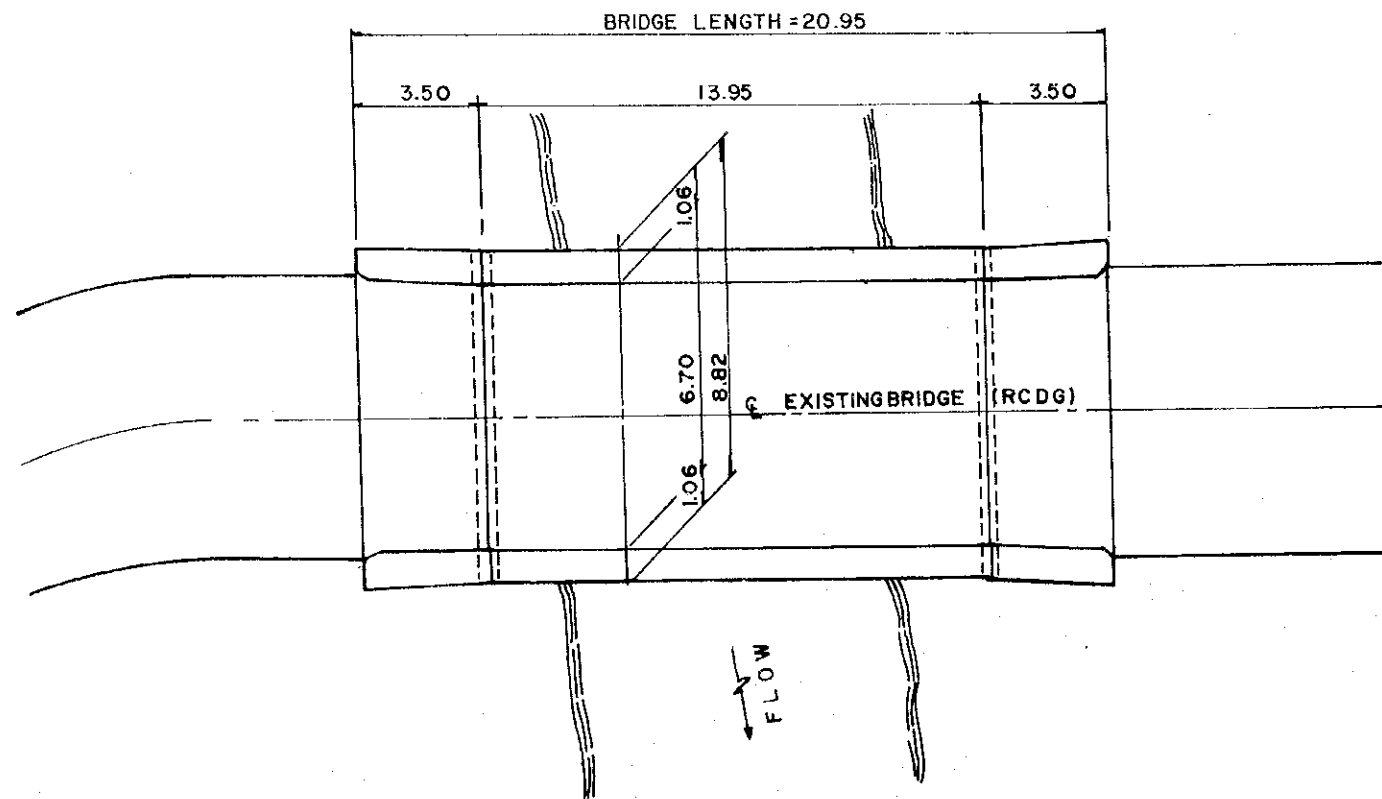 BRIDGE LENGTH = 20.95
3.50 13.95 3.50
1.06
6.70
8.82
℄ EXISTING BRIDGE (RCDG)
1.06
FLOW